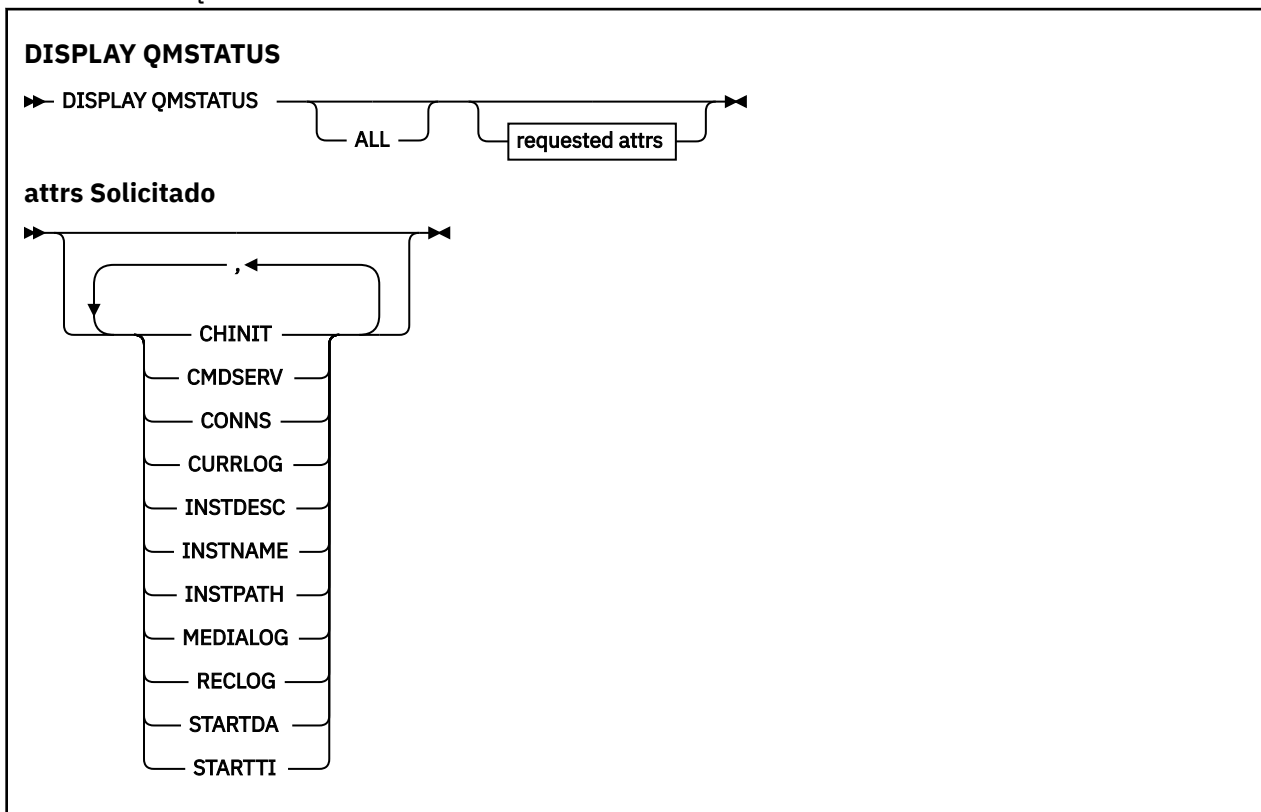 DISPLAY QMSTATUS
DISPLAY QMSTATUS
ALL
requested attrs
attrs Solicitado
,
CHINIT
CMDSERV
CONNS
CURRLOG
INSTDESC
INSTNAME
INSTPATH
MEDIALOG
RECLOG
STARTDA
STARTTI